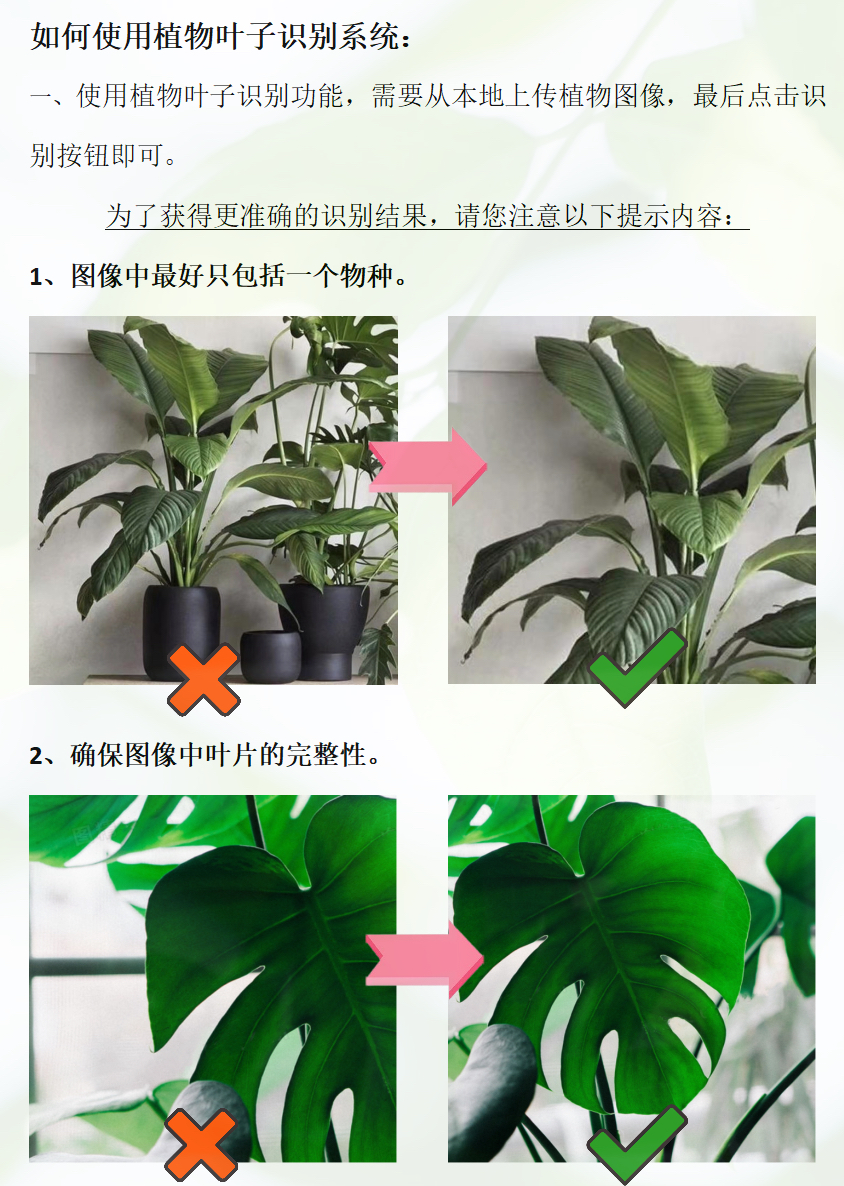 如何使用植物叶子识别系统：
一、使用植物叶子识别功能，需要从本地上传植物图像，最后点击识
别按钮即可。
为了获得更准确的识别结果，请您注意以下提示内容：
1、图像中最好只包括一个物种。
2、确保图像中叶片的完整性。